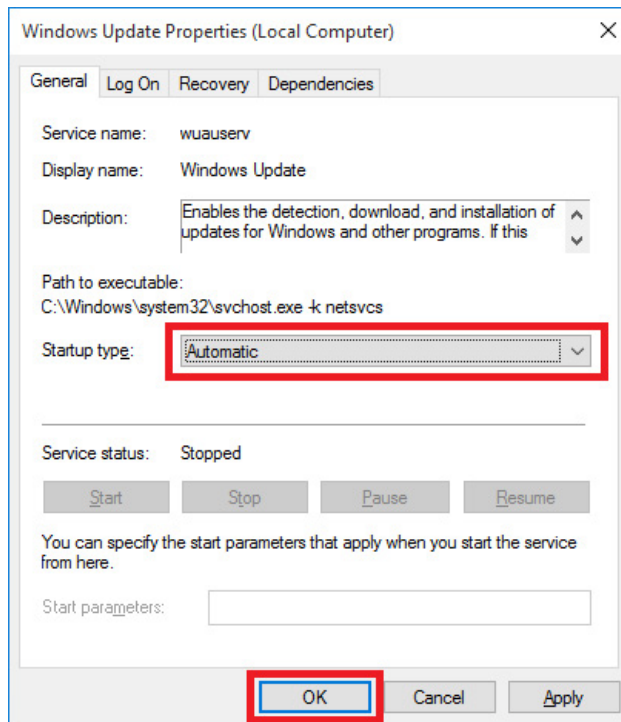 Windows Update Properties (Local Computer)
General Log On Recovery Dependencies
Service name: wuauserv
Display name: Windows Update
Description: Enables the detection, download, and installation of
updates for Windows and other programs. If this
Path to executable:
C:\Windows\system32\svchost.exe -k netsvcs
Startup type: Automatic
Service status: Stopped
Start Stop Pause Resume
You can specify the start parameters that apply when you start the service
from here.
Start parameters:
OK Cancel Apply